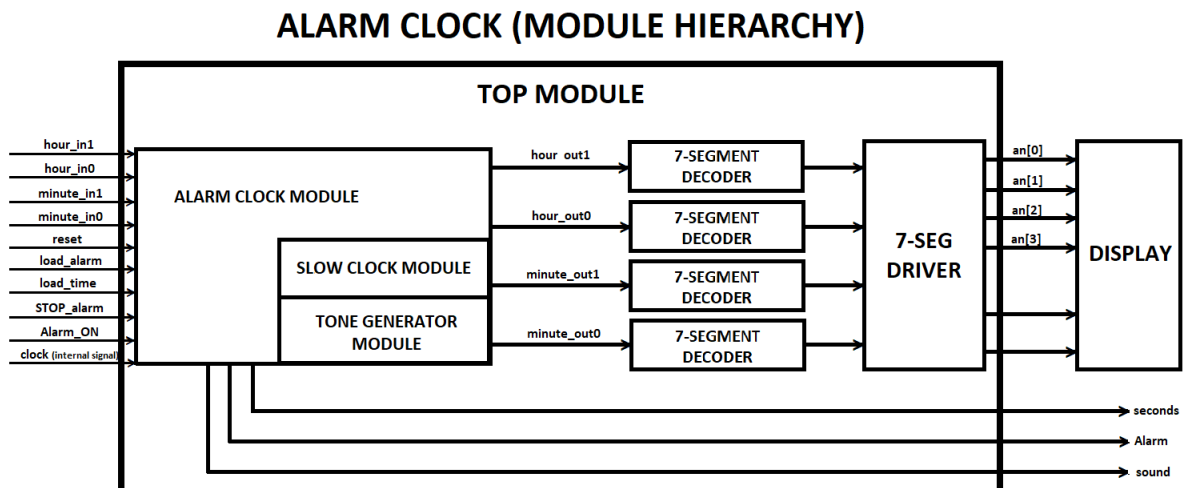 ALARM CLOCK (MODULE HIERARCHY)
TOP MODULE
hour_in1
hour_in0
minute_in1
minute_in0
reset
load_alarm
load_time
STOP_alarm
Alarm_ON
clock (internal signal)
ALARM CLOCK MODULE
SLOW CLOCK MODULE
TONE GENERATOR
MODULE
hour_out1
hour_out0
minute_out1
minute_out0
7-SEGMENT
DECODER
7-SEGMENT
DECODER
7-SEGMENT
DECODER
7-SEGMENT
DECODER
7-SEG
DRIVER
an[0]
an[1]
an[2]
an[3]
DISPLAY
seconds
Alarm
sound